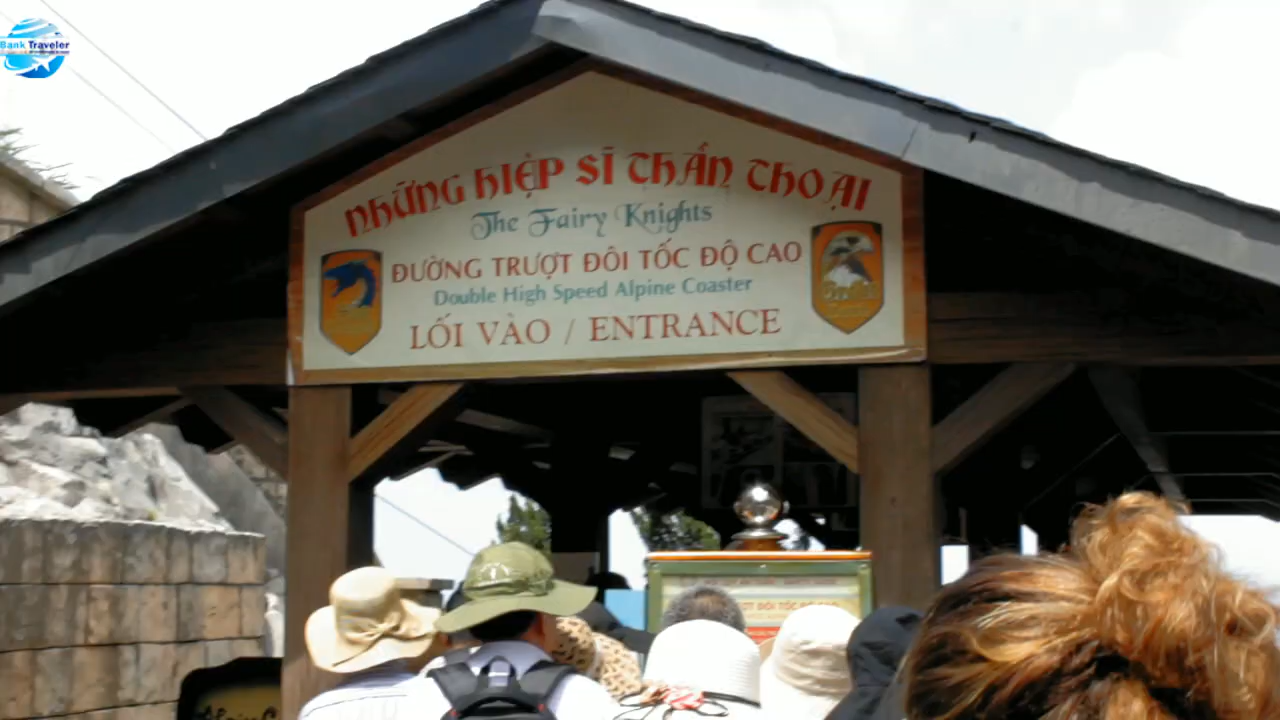 Bank Traveler
NHỮNG HIỆP SĨ THẦN THOẠI
The Fairy Knights
ĐƯỜNG TRƯỢT ĐÔI TỐC ĐỘ CAO
Double High Speed Alpine Coaster
LỐI VÀO / ENTRANCE